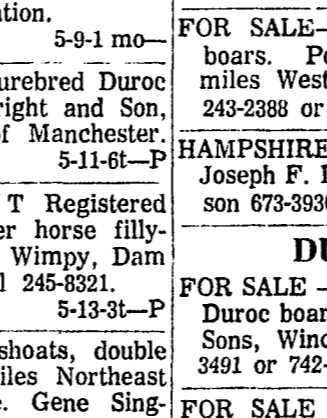 tion.
5-9-1 mo—
urebred Duroc
right and Son,
f Manchester.
5-11-6t—P
T Registered
er horse filly-
Wimpy, Dam
l 245-8321.
5-13-3t—P
shoats, double
iles Northeast
. Gene Sing-
FOR SALE—
boars. Po
miles West
243-2388 or
HAMPSHIRE
Joseph F.
son 673-3930
DU
FOR SALE —
Duroc boar
Sons, Winc
3491 or 742-
FOR SALE